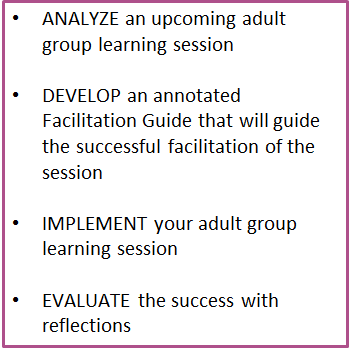 • ANALYZE an upcoming adult
group learning session
• DEVELOP an annotated
Facilitation Guide that will guide
the successful facilitation of the
session
• IMPLEMENT your adult group
learning session
• EVALUATE the success with
reflections